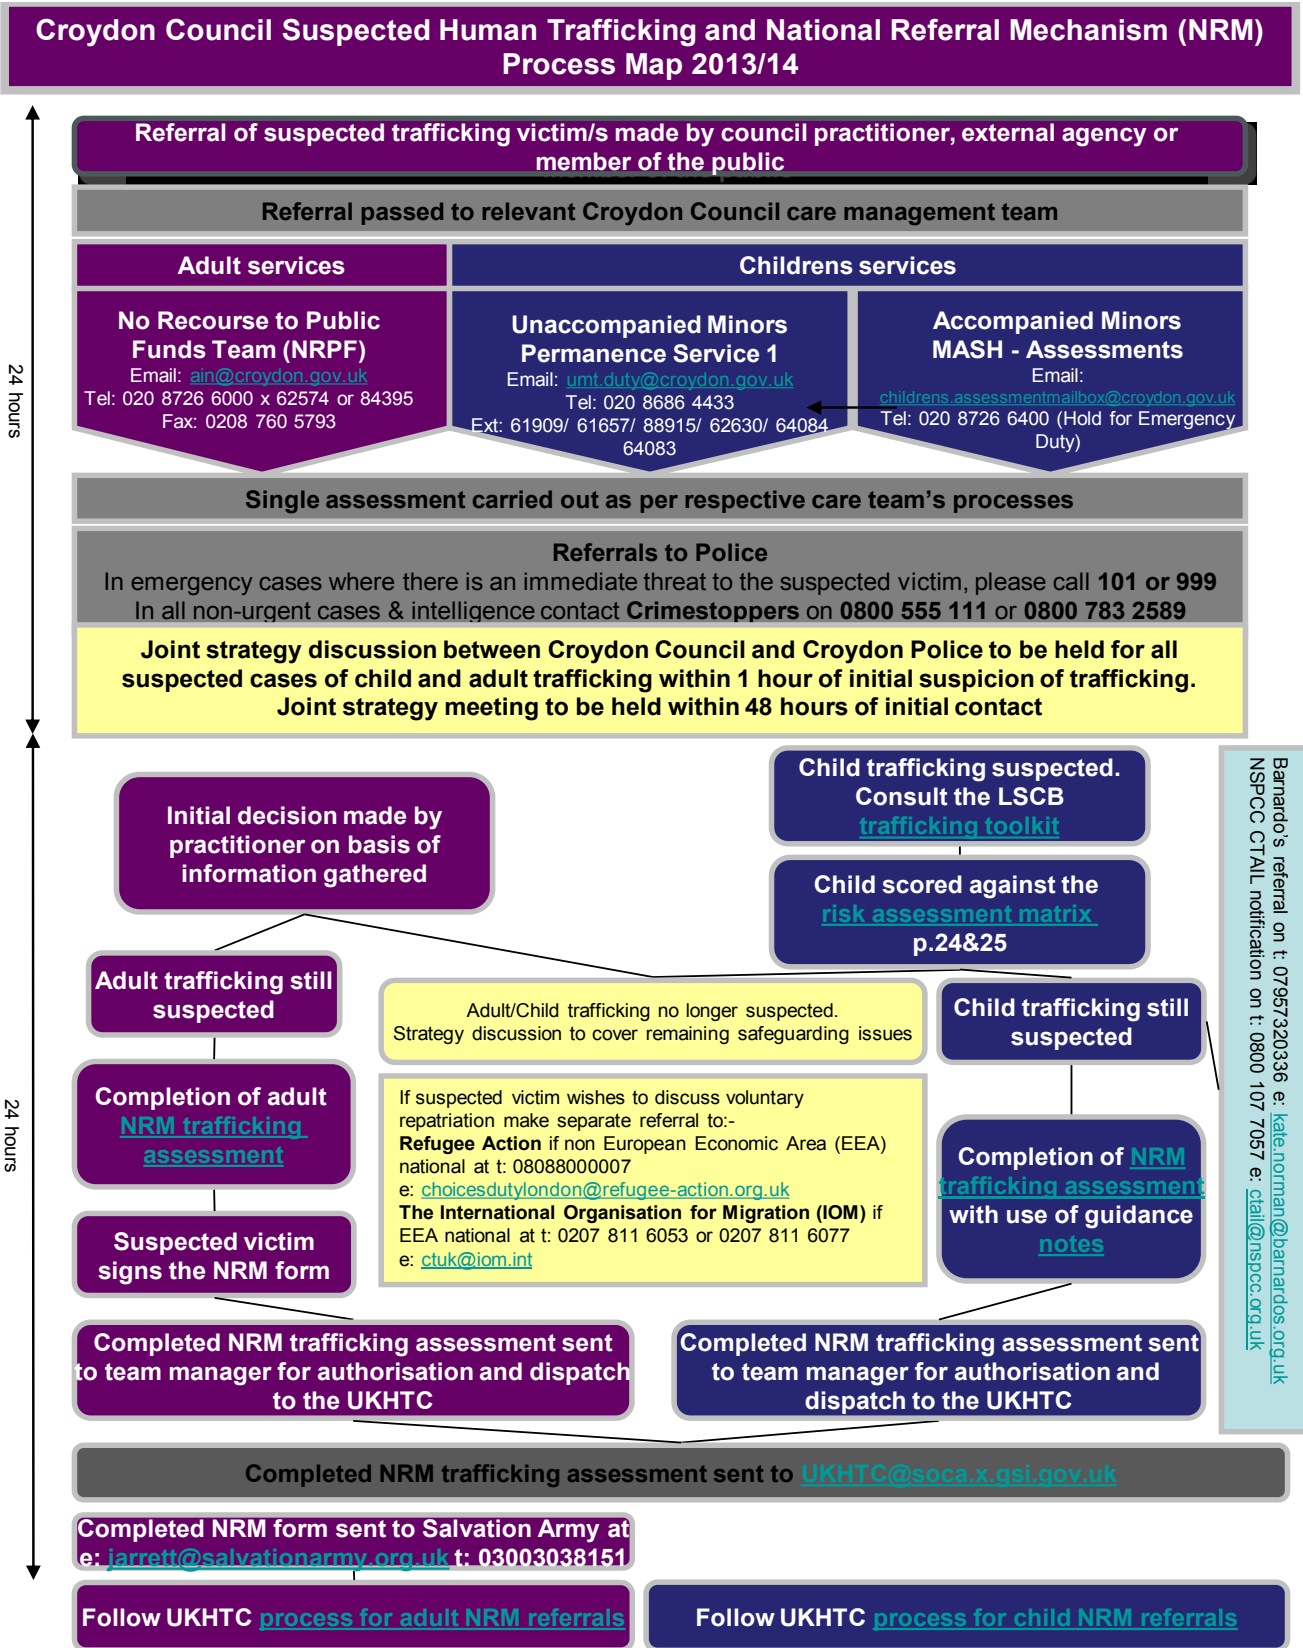 Croydon Council Suspected Human Trafficking and National Referral Mechanism (NRM)
Process Map 2013/14
24 hours
Referral of suspected trafficking victim/s made by council practitioner, external agency or
member of the public
Referral passed to relevant Croydon Council care management team
Adult services
Childrens services
No Recourse to Public
Funds Team (NRPF)
Email: ain@croydon.gov.uk
Tel: 020 8726 6000 x 62574 or 84395
Fax: 0208 760 5793
Unaccompanied Minors
Permanence Service 1
Email: umt.duty@croydon.gov.uk
Tel: 020 8686 4433
Ext: 61909/ 61657/ 88915/ 62630/ 64084
64083
Accompanied Minors
MASH - Assessments
Email:
childrens.assessmentmailbox@croydon.gov.uk
Tel: 020 8726 6400 (Hold for Emergency
Duty)
Single assessment carried out as per respective care team's processes
Referrals to Police
In emergency cases where there is an immediate threat to the suspected victim, please call 101 or 999
In all non-urgent cases & intelligence contact Crimestoppers on 0800 555 111 or 0800 783 2589
Joint strategy discussion between Croydon Council and Croydon Police to be held for all
suspected cases of child and adult trafficking within 1 hour of initial suspicion of trafficking.
Joint strategy meeting to be held within 48 hours of initial contact
24 hours
Initial decision made by
practitioner on basis of
information gathered
Child trafficking suspected.
Consult the LSCB
trafficking toolkit
Child scored against the
risk assessment matrix
p.24&25
Barnardo's referral on t: 07957320336 e: kate.norman@barnardos.org.uk
NSPCC CTAIL notification on t: 0800 107 7057 e: ctail@nspcc.org.uk
Adult trafficking still
suspected
Adult/Child trafficking no longer suspected.
Strategy discussion to cover remaining safeguarding issues
Child trafficking still
suspected
Completion of adult
NRM trafficking
assessment
If suspected victim wishes to discuss voluntary
repatriation make separate referral to:-
Refugee Action if non European Economic Area (EEA)
national at t: 08088000007
e: choicesdutylondon@refugee-action.org.uk
The International Organisation for Migration (IOM) if
EEA national at t: 0207 811 6053 or 0207 811 6077
e: ctuk@iom.int
Completion of NRM
trafficking assessment
with use of guidance
notes
Suspected victim
signs the NRM form
Completed NRM trafficking assessment sent
to team manager for authorisation and dispatch
to the UKHTC
Completed NRM trafficking assessment sent
to team manager for authorisation and
dispatch to the UKHTC
Completed NRM trafficking assessment sent to UKHTC@soca.x.gsi.gov.uk
Completed NRM form sent to Salvation Army at
e: jarrett@salvationarmy.org.uk t: 03003038151
Follow UKHTC process for adult NRM referrals
Follow UKHTC process for child NRM referrals